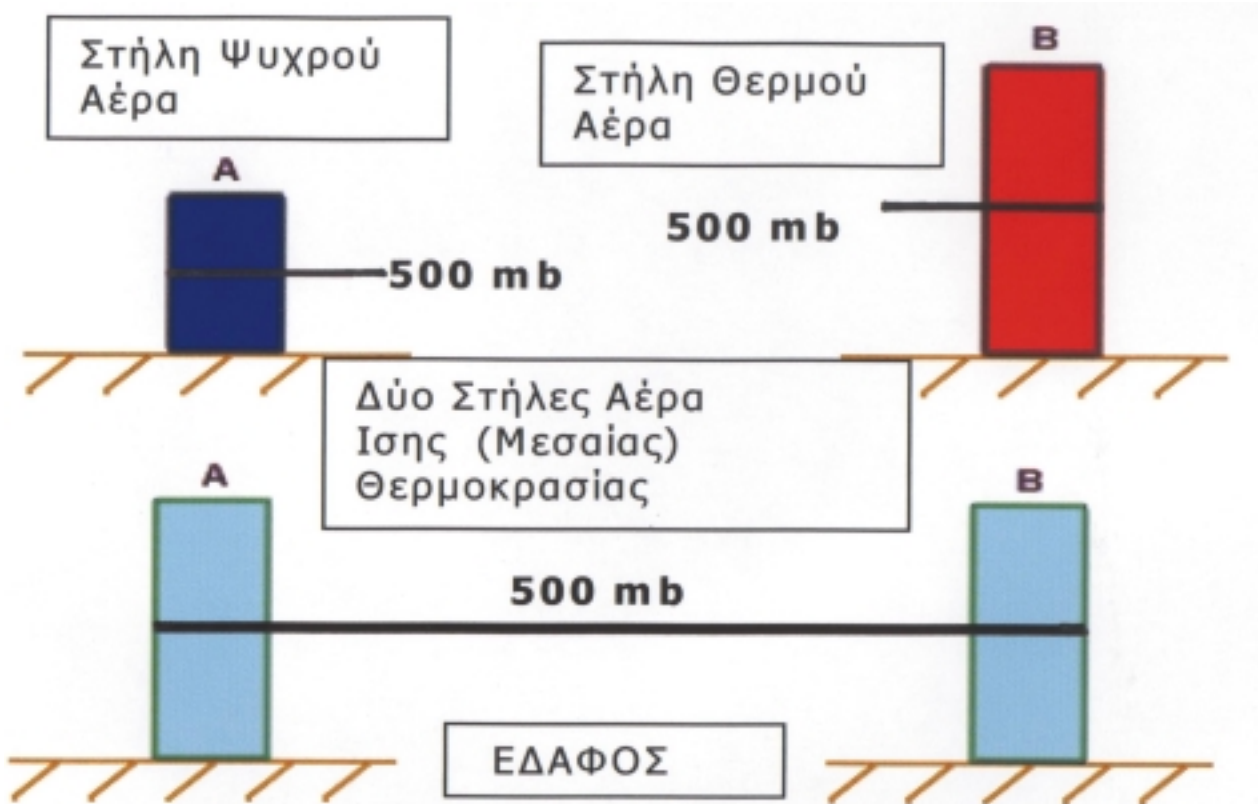 Στήλη Ψυχρού
Αέρα
Στήλη Θερμού
Αέρα
A
B
500 mb
500 mb
Δύο Στήλες Αέρα
Ισης (Μεσαίας)
Θερμοκρασίας
A
B
500 mb
ΕΔΑΦΟΣ